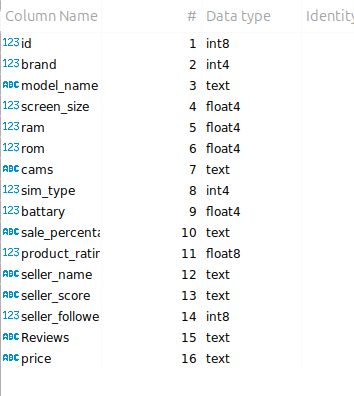 Column Name # Data type Identity
123 id 1 int8
123 brand 2 int4
ABC model_name 3 text
123 screen_size 4 float4
123 ram 5 float4
123 rom 6 float4
ABC cams 7 text
123 sim_type 8 int4
123 battary 9 float4
ABC sale_percenta 10 text
123 product_ratin 11 float8
ABC seller_name 12 text
ABC seller_score 13 text
123 seller_followe 14 int8
ABC Reviews 15 text
ABC price 16 text